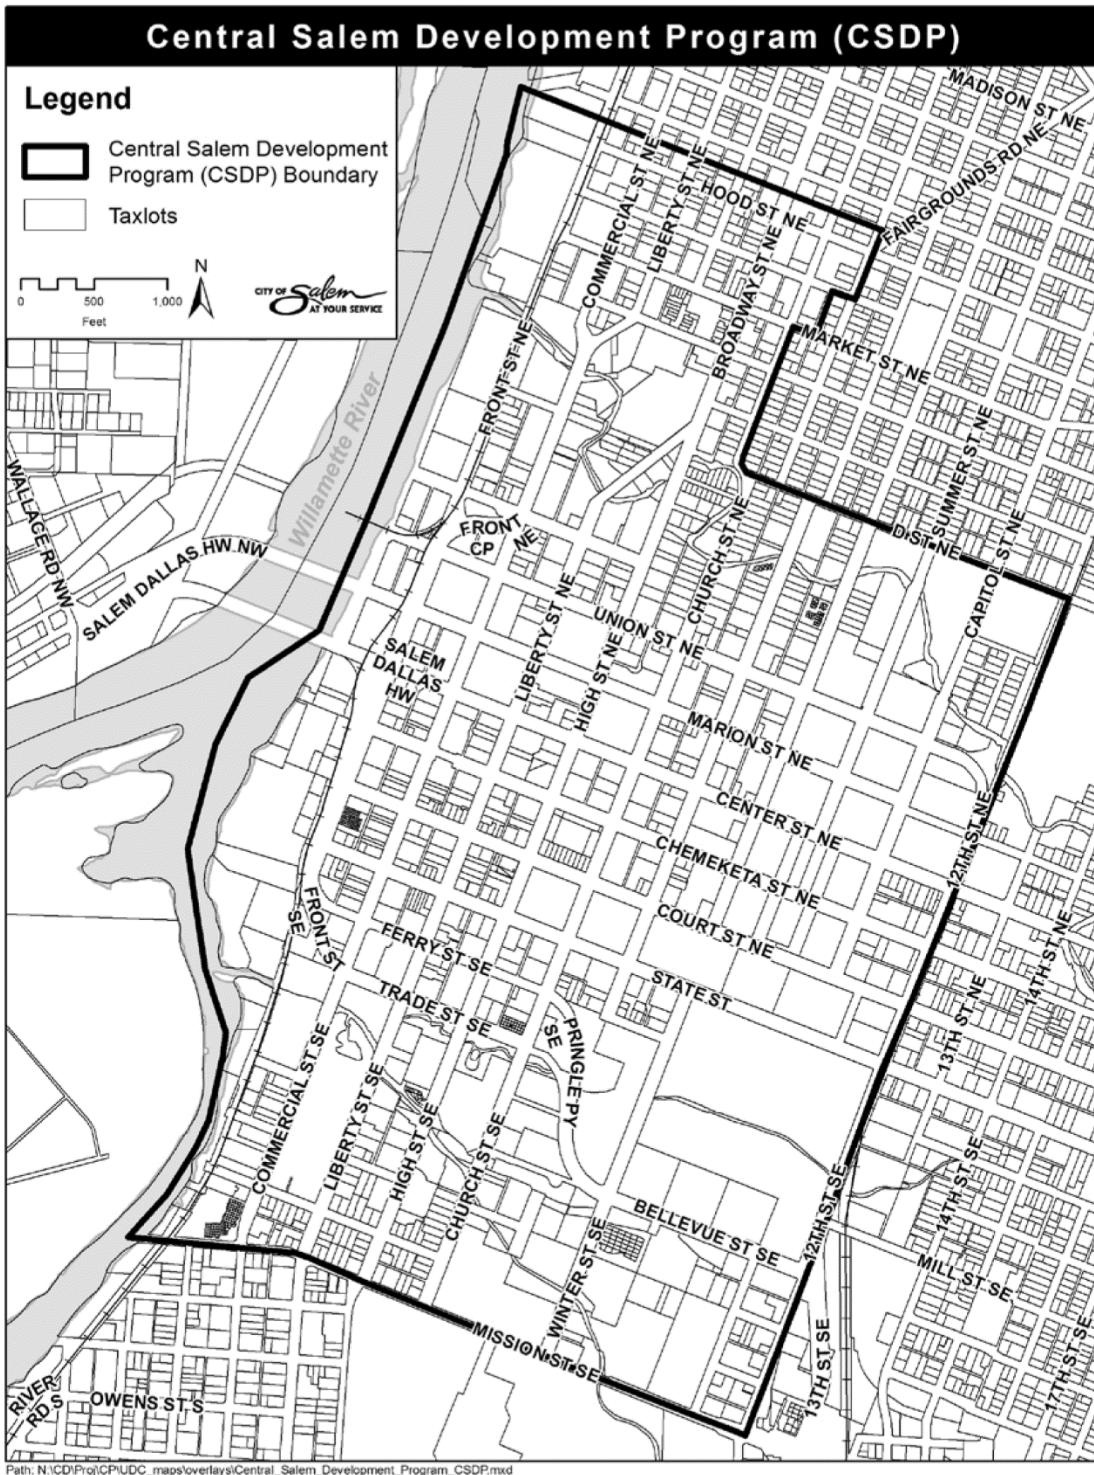 Central Salem Development Program (CSDP)
Legend
Central Salem Development
Program (CSDP) Boundary
Taxlots
N
0 500 1,000
Feet
CITY OF Salem
AT YOUR SERVICE
MADISON ST NE
FAIRGROUNDS RD NE
COMMERCIAL ST NE
LIBERTY ST NE
HOOD ST NE
BROADWAY ST NE
MARKET ST NE
FRONT ST NE
Willamette River
SUMMER ST NE
CAPITOL ST NE
D ST NE
WALLACE RD NW
SALEM DALLAS HW NW
FRONT
CP
NE
CHURCH ST NE
LIBERTY ST NE
UNION ST NE
HIGH ST NE
SALEM
DALLAS
HW
MARION ST NE
CENTER ST NE
CHEMEKETA ST NE
12TH ST NE
COURT ST NE
STATE ST
FRONT ST
SE
FERRY ST SE
TRADE ST SE
14TH ST NE
13TH ST NE
PRINGLE PY
SE
COMMERCIAL ST SE
LIBERTY ST SE
HIGH ST SE
CHURCH ST SE
BELLEVUE ST SE
12TH ST SE
14TH ST SE
MILL ST SE
WINTER ST SE
MISSION ST SE
13TH ST SE
17TH ST SE
RIVER
RD S
OWENS ST S
Path: N:\CD\Proj\CP\UDC_maps\overlays\Central_Salem_Development_Program_CSDP.mxd